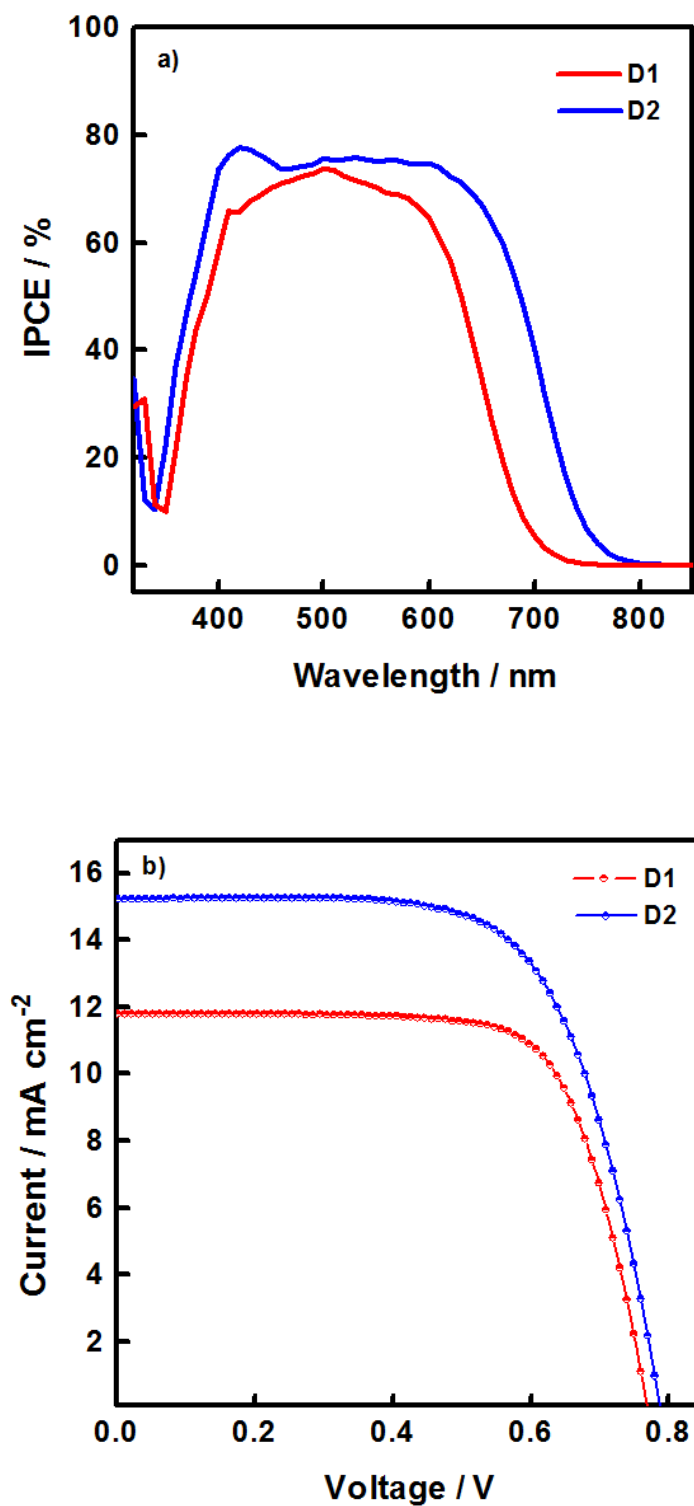 a)
D1
D2
100
80
60
40
20
0
IPCE / %
400 500 600 700 800
Wavelength / nm
b)
D1
D2
16
14
12
10
8
6
4
2
Current / mA cm⁻²
0.0 0.2 0.4 0.6 0.8
Voltage / V